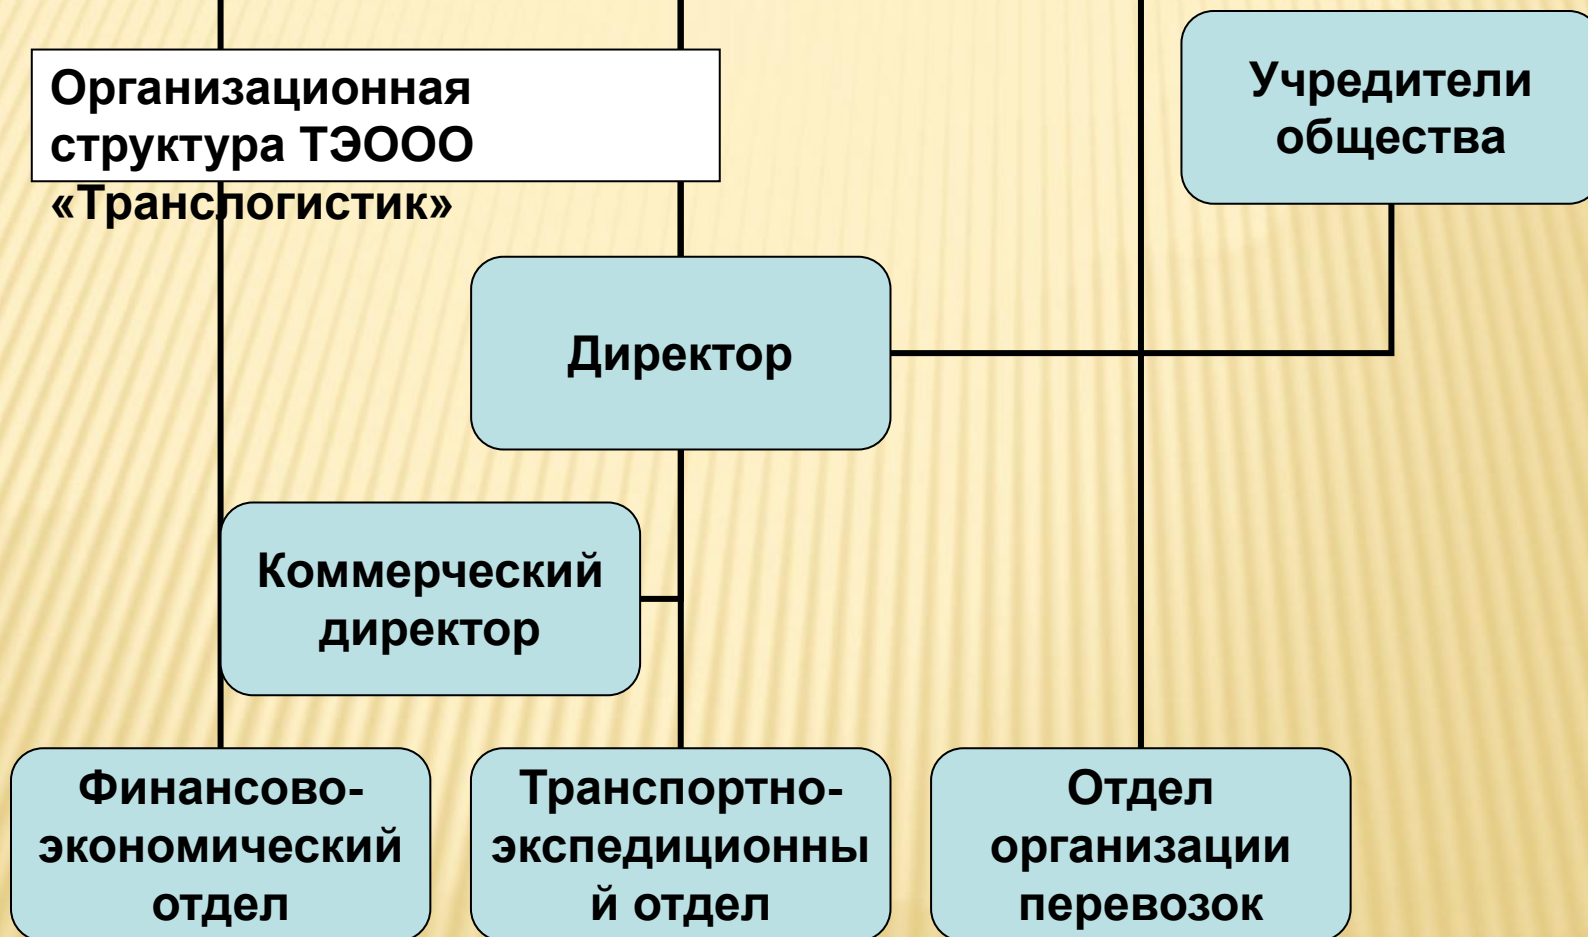 Организационная
структура ТЭООО
«Транслогистик»
Учредители
общества
Директор
Коммерческий
директор
Финансово-
экономический
отдел
Транспортно-
экспедиционны
й отдел
Отдел
организации
перевозок